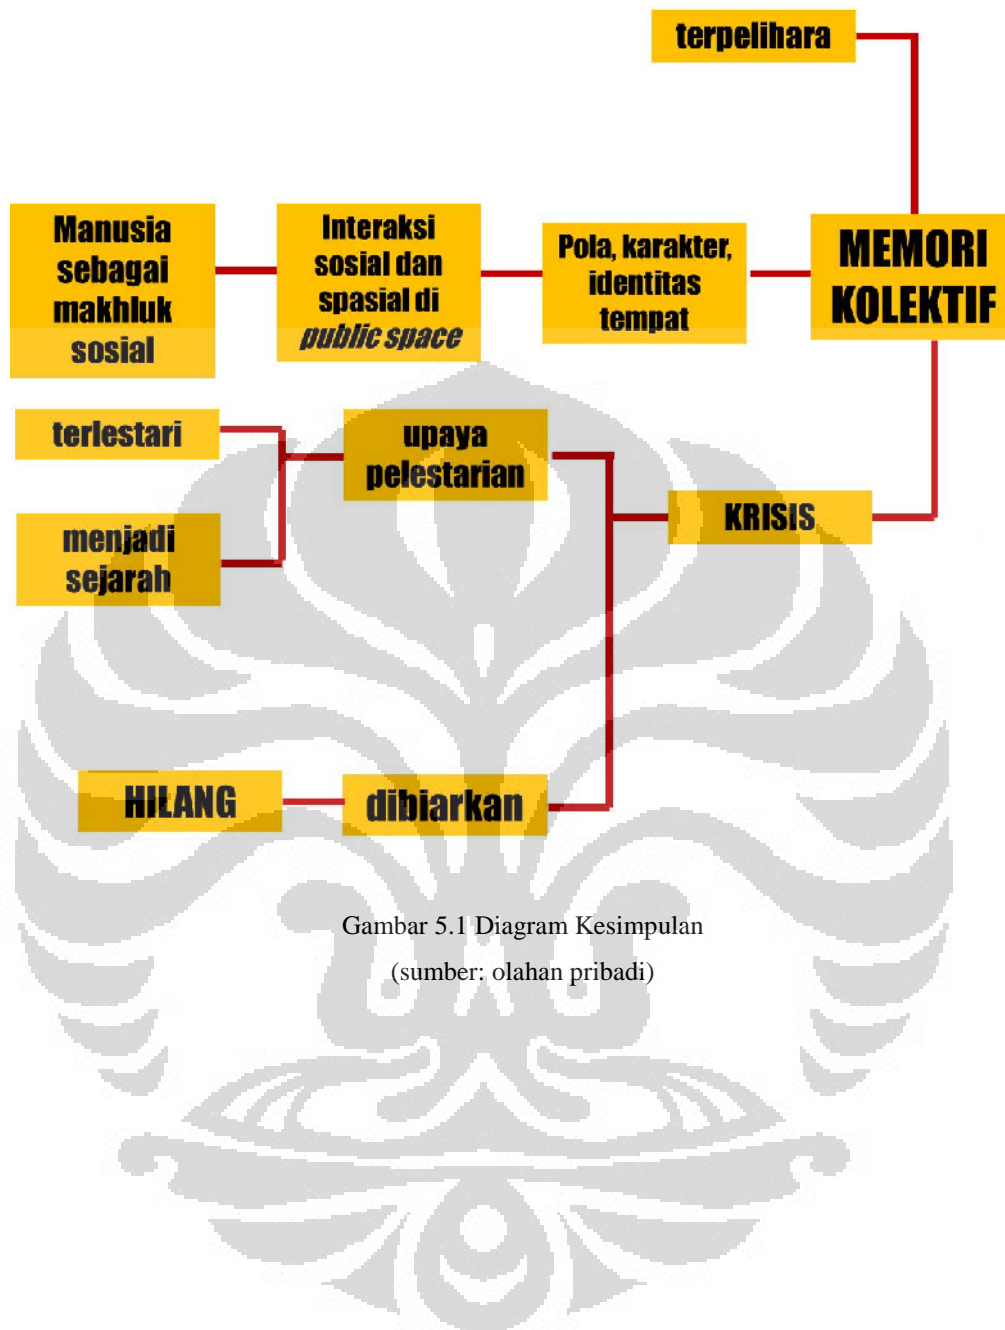 terpelihara
Manusia
sebagai
makhluk
sosial
Interaksi
sosial dan
spasial di
public space
Pola, karakter,
identitas
tempat
MEMORI
KOLEKTIF
terlestari
upaya
pelestarian
KRISIS
menjadi
sejarah
HILANG
dibiarkan
Gambar 5.1 Diagram Kesimpulan
(sumber: olahan pribadi)